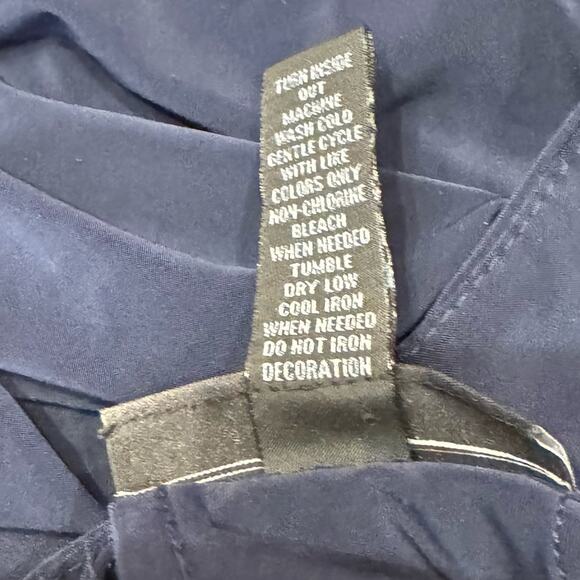 TURN INSIDE
OUT
MACHINE
WASH COLD
GENTLE CYCLE
WITH LIKE
COLORS ONLY
NON-CHLORINE
BLEACH
WHEN NEEDED
TUMBLE
DRY LOW
COOL IRON
WHEN NEEDED
DO NOT IRON
DECORATION